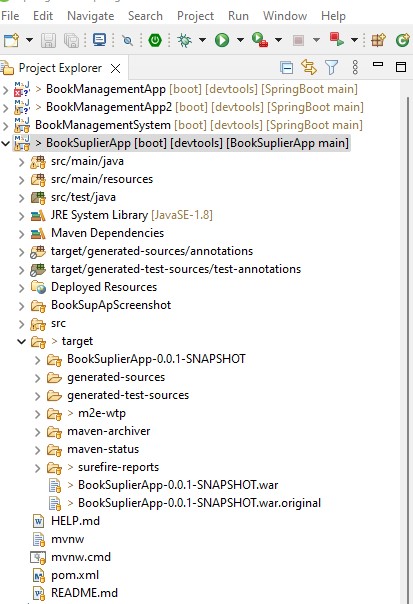 File Edit Navigate Search Project Run Window Help
Project Explorer
> BookManagementApp [boot] [devtools] [SpringBoot main]
> BookManagementApp2 [boot] [devtools] [SpringBoot main]
BookManagementSystem [boot] [devtools] [SpringBoot main]
> BookSuplierApp [boot] [devtools] [BookSuplierApp main]
src/main/java
src/main/resources
src/test/java
JRE System Library [JavaSE-1.8]
Maven Dependencies
target/generated-sources/annotations
target/generated-test-sources/test-annotations
Deployed Resources
BookSupApScreenshot
src
> target
BookSuplierApp-0.0.1-SNAPSHOT
generated-sources
generated-test-sources
> m2e-wtp
maven-archiver
maven-status
> surefire-reports
> BookSuplierApp-0.0.1-SNAPSHOT.war
> BookSuplierApp-0.0.1-SNAPSHOT.war.original
HELP.md
mvnw
mvnw.cmd
pom.xml
README.md